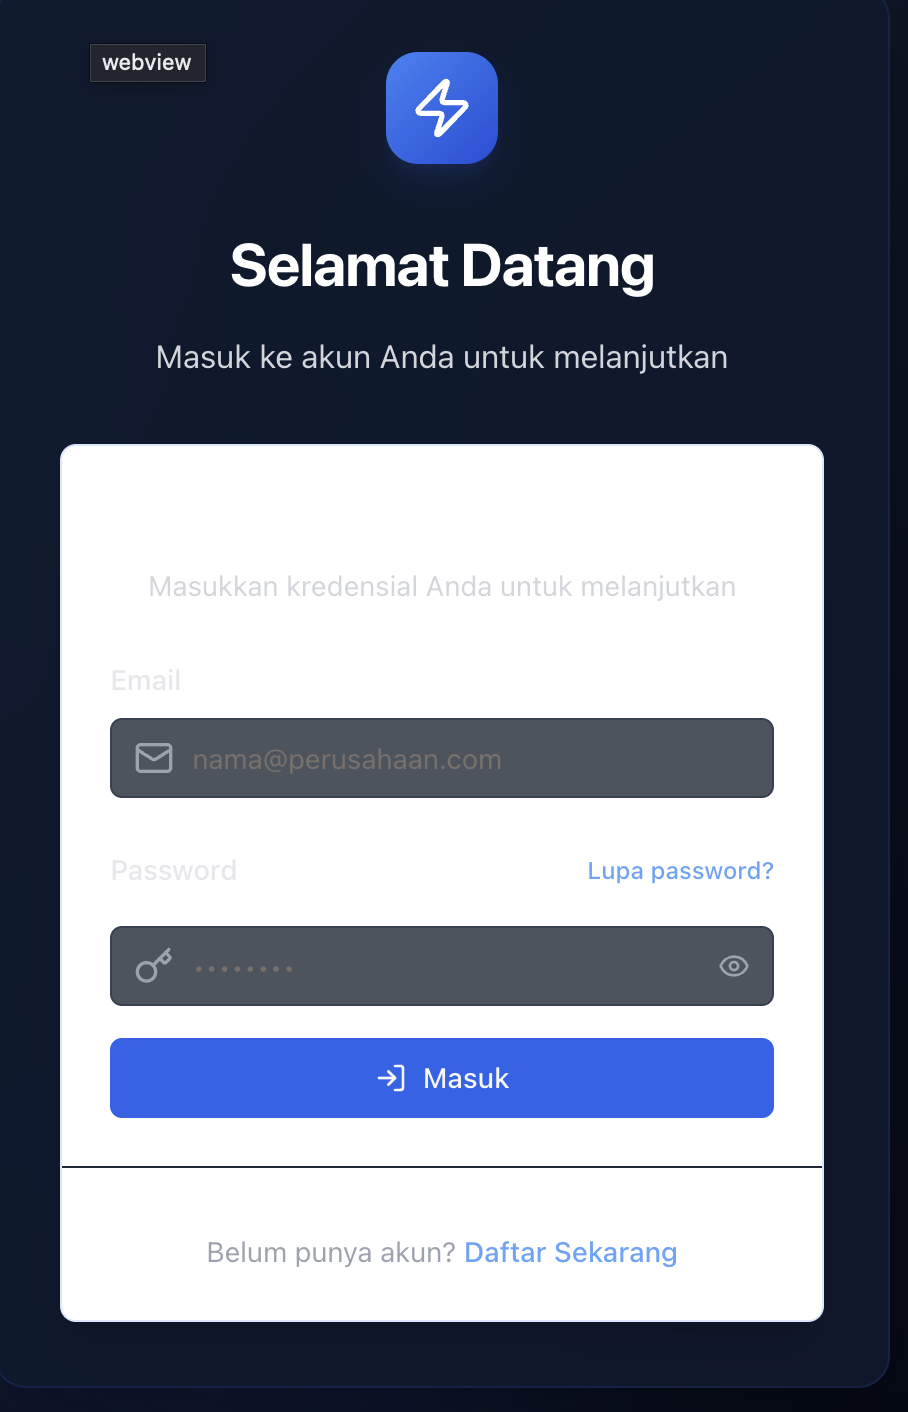 webview
Selamat Datang
Masuk ke akun Anda untuk melanjutkan
Masukkan kredensial Anda untuk melanjutkan
Email
nama@perusahaan.com
Password
Lupa password?
••••••••
Masuk
Belum punya akun? Daftar Sekarang